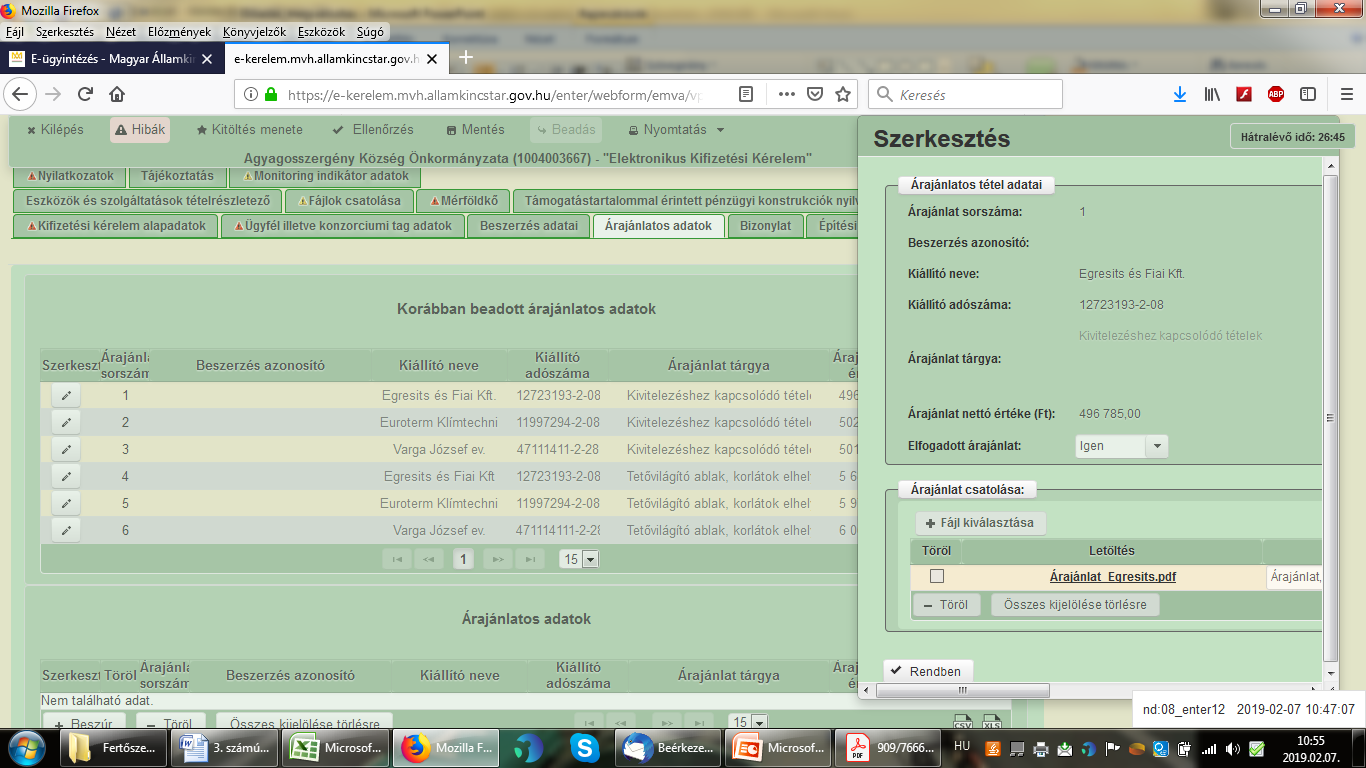 Mozilla Firefox
Fájl Szerkesztés Nézet Előzmények Könyvjelzők Eszközök Súgó
E-ügyintézés - Magyar Államki
e-kerelem.mvh.allamkincstar.gov.h
https://e-kerelem.mvh.allamkincstar.gov.hu/enter/webform/emva/vp
Keresés
Kilépés Hibák Kitöltés menete Ellenőrzés Mentés Beadás Nyomtatás
Agyagosszergény Község Önkormányzata (1004003667) - "Elektronikus Kifizetési Kérelem"
Nyilatkozatok Tájékoztatás Monitoring indikátor adatok
Eszközök és szolgáltatások tételrészletező Fájlok csatolása Mérföldkő Támogatástartalommal érintett pénzügyi konstrukciók nyilv
Kifizetési kérelem alapadatok Ügyfél illetve konzorciumi tag adatok Beszerzés adatai Árajánlatos adatok Bizonylat Építési
Korábban beadott árajánlatos adatok
Szerkeszt Árajánla sorszám Beszerzés azonosító Kiállító neve Kiállító adószáma Árajánlat tárgya Áraj é
1 Egresits és Fiai Kft. 12723193-2-08 Kivitelezéshez kapcsolódó tétel 496
2 Euroterm Klímtechni 11997294-2-08 Kivitelezéshez kapcsolódó tétel 502
3 Varga József ev. 47111411-2-28 Kivitelezéshez kapcsolódó tétel 501
4 Egresits és Fiai Kft 12723193-2-08 Tetővilágító ablak, korlátok elhel 5 6
5 Euroterm Klímtechni 11997294-2-08 Tetővilágító ablak, korlátok elhel 5 9
6 Varga József ev. 471114411-2-28 Tetővilágító ablak, korlátok elhel 6 0
1 15
Árajánlatos adatok
Szerkeszt Töröl Árajánla sorszám Beszerzés azonosító Kiállító neve Kiállító adószáma Árajánlat tárgya
Nem található adat.
Beszúr Töröl Összes kijelölése törlésre 15 CSV XLS
Szerkesztés
Hátralévő idő: 26:45
Árajánlatos tétel adatai
Árajánlat sorszáma: 1
Beszerzés azonosító:
Kiállító neve: Egresits és Fiai Kft.
Kiállító adószáma: 12723193-2-08
Kivitelezéshez kapcsolódó tételek
Árajánlat tárgya:
Árajánlat nettó értéke (Ft): 496 785,00
Elfogadott árajánlat: Igen
Árajánlat csatolása:
Fájl kiválasztása
Töröl Letöltés
Árajánlat_Egresits.pdf Árajánlat,
Töröl Összes kijelölése törlésre
Rendben
nd:08_enter12 2019-02-07 10:47:07
Fertősze... 3. számú... Microsof... Mozilla F... Beérkeze... Microsof... 909/7666... HU
10:55
2019.02.07.